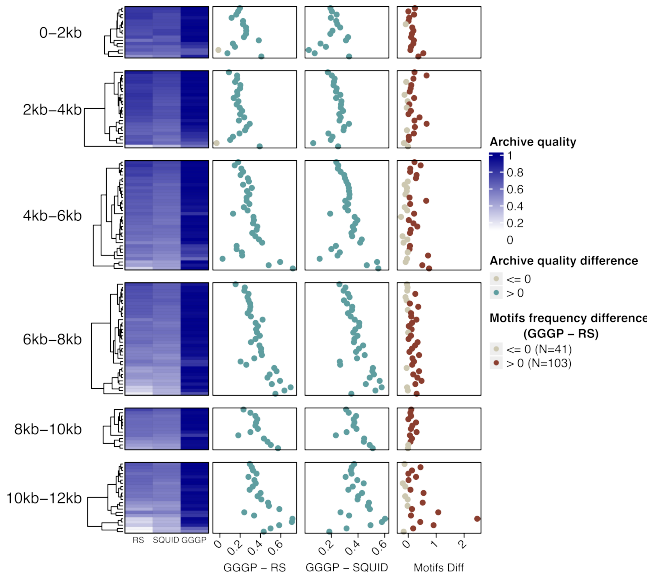 0−2kb
2kb−4kb
4kb−6kb
6kb−8kb
8kb−10kb
10kb−12kb
RS SQUID GGGP
0 0.2 0.4 0.6
GGGP − RS
0.2 0.4 0.6
GGGP − SQUID
0 1 2
Motifs Diff
Archive quality
1
0.8
0.6
0.4
0.2
0
Archive quality difference
<= 0
> 0
Motifs frequency difference
(GGGP − RS)
<= 0 (N=41)
> 0 (N=103)